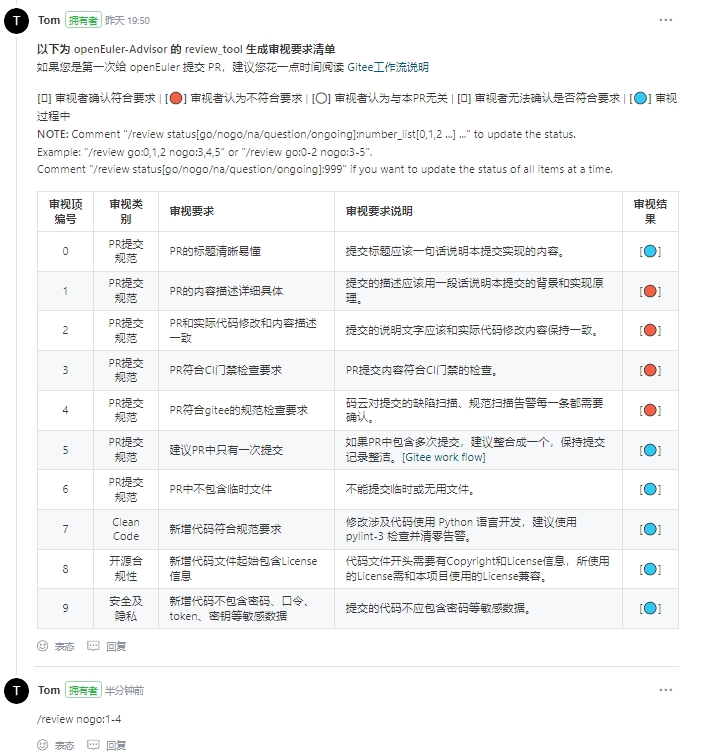 T Tom 拥有者 昨天 19:50
以下为 openEuler-Advisor 的 review_tool 生成审视要求清单
如果您是第一次给 openEuler 提交 PR，建议您花一点时间阅读 Gitee工作流说明
[▯] 审视者确认符合要求 | [🔴] 审视者认为不符合要求 | [⚪] 审视者认为与本PR无关 | [▯] 审视者无法确认是否符合要求 | [🔵] 审视
过程中
NOTE: Comment "/review status[go/nogo/na/question/ongoing]:number_list[0,1,2 ...] ..." to update the status.
Example: "/review go:0,1,2 nogo:3,4,5" or "/review go:0-2 nogo:3-5".
Comment "/review status[go/nogo/na/question/ongoing]:999" if you want to update the status of all items at a time.
审视项编号 审视类别 审视要求 审视要求说明 审视结果
0 PR提交规范 PR的标题清晰易懂 提交标题应该一句话说明本提交实现的内容。 [🔵]
1 PR提交规范 PR的内容描述详细具体 提交的描述应该用一段话说明本提交的背景和实现原理。 [🔴]
2 PR提交规范 PR和实际代码修改和内容描述一致 提交的说明文字应该和实际代码修改内容保持一致。 [🔴]
3 PR提交规范 PR符合CI门禁检查要求 PR提交内容符合CI门禁的检查。 [🔴]
4 PR提交规范 PR符合gitee的规范检查要求 码云对提交的缺陷扫描、规范扫描告警每一条都需要确认。 [🔴]
5 PR提交规范 建议PR中只有一次提交 如果PR中包含多次提交，建议整合成一个，保持提交记录整洁。[Gitee work flow] [🔵]
6 PR提交规范 PR中不包含临时文件 不能提交临时或无用文件。 [🔵]
7 Clean Code 新增代码符合规范要求 修改涉及代码使用 Python 语言开发，建议使用 pylint-3 检查并清零告警。 [🔵]
8 开源合规性 新增代码文件起始包含License信息 代码文件开头需要有Copyright和License信息，所使用的License需和本项目使用的License兼容。 [🔵]
9 安全及隐私 新增代码不包含密码、口令、token、密钥等敏感数据 提交的代码不应包含密码等敏感数据。 [🔵]
表态 回复
T Tom 拥有者 半分钟前
/review nogo:1-4
表态 回复